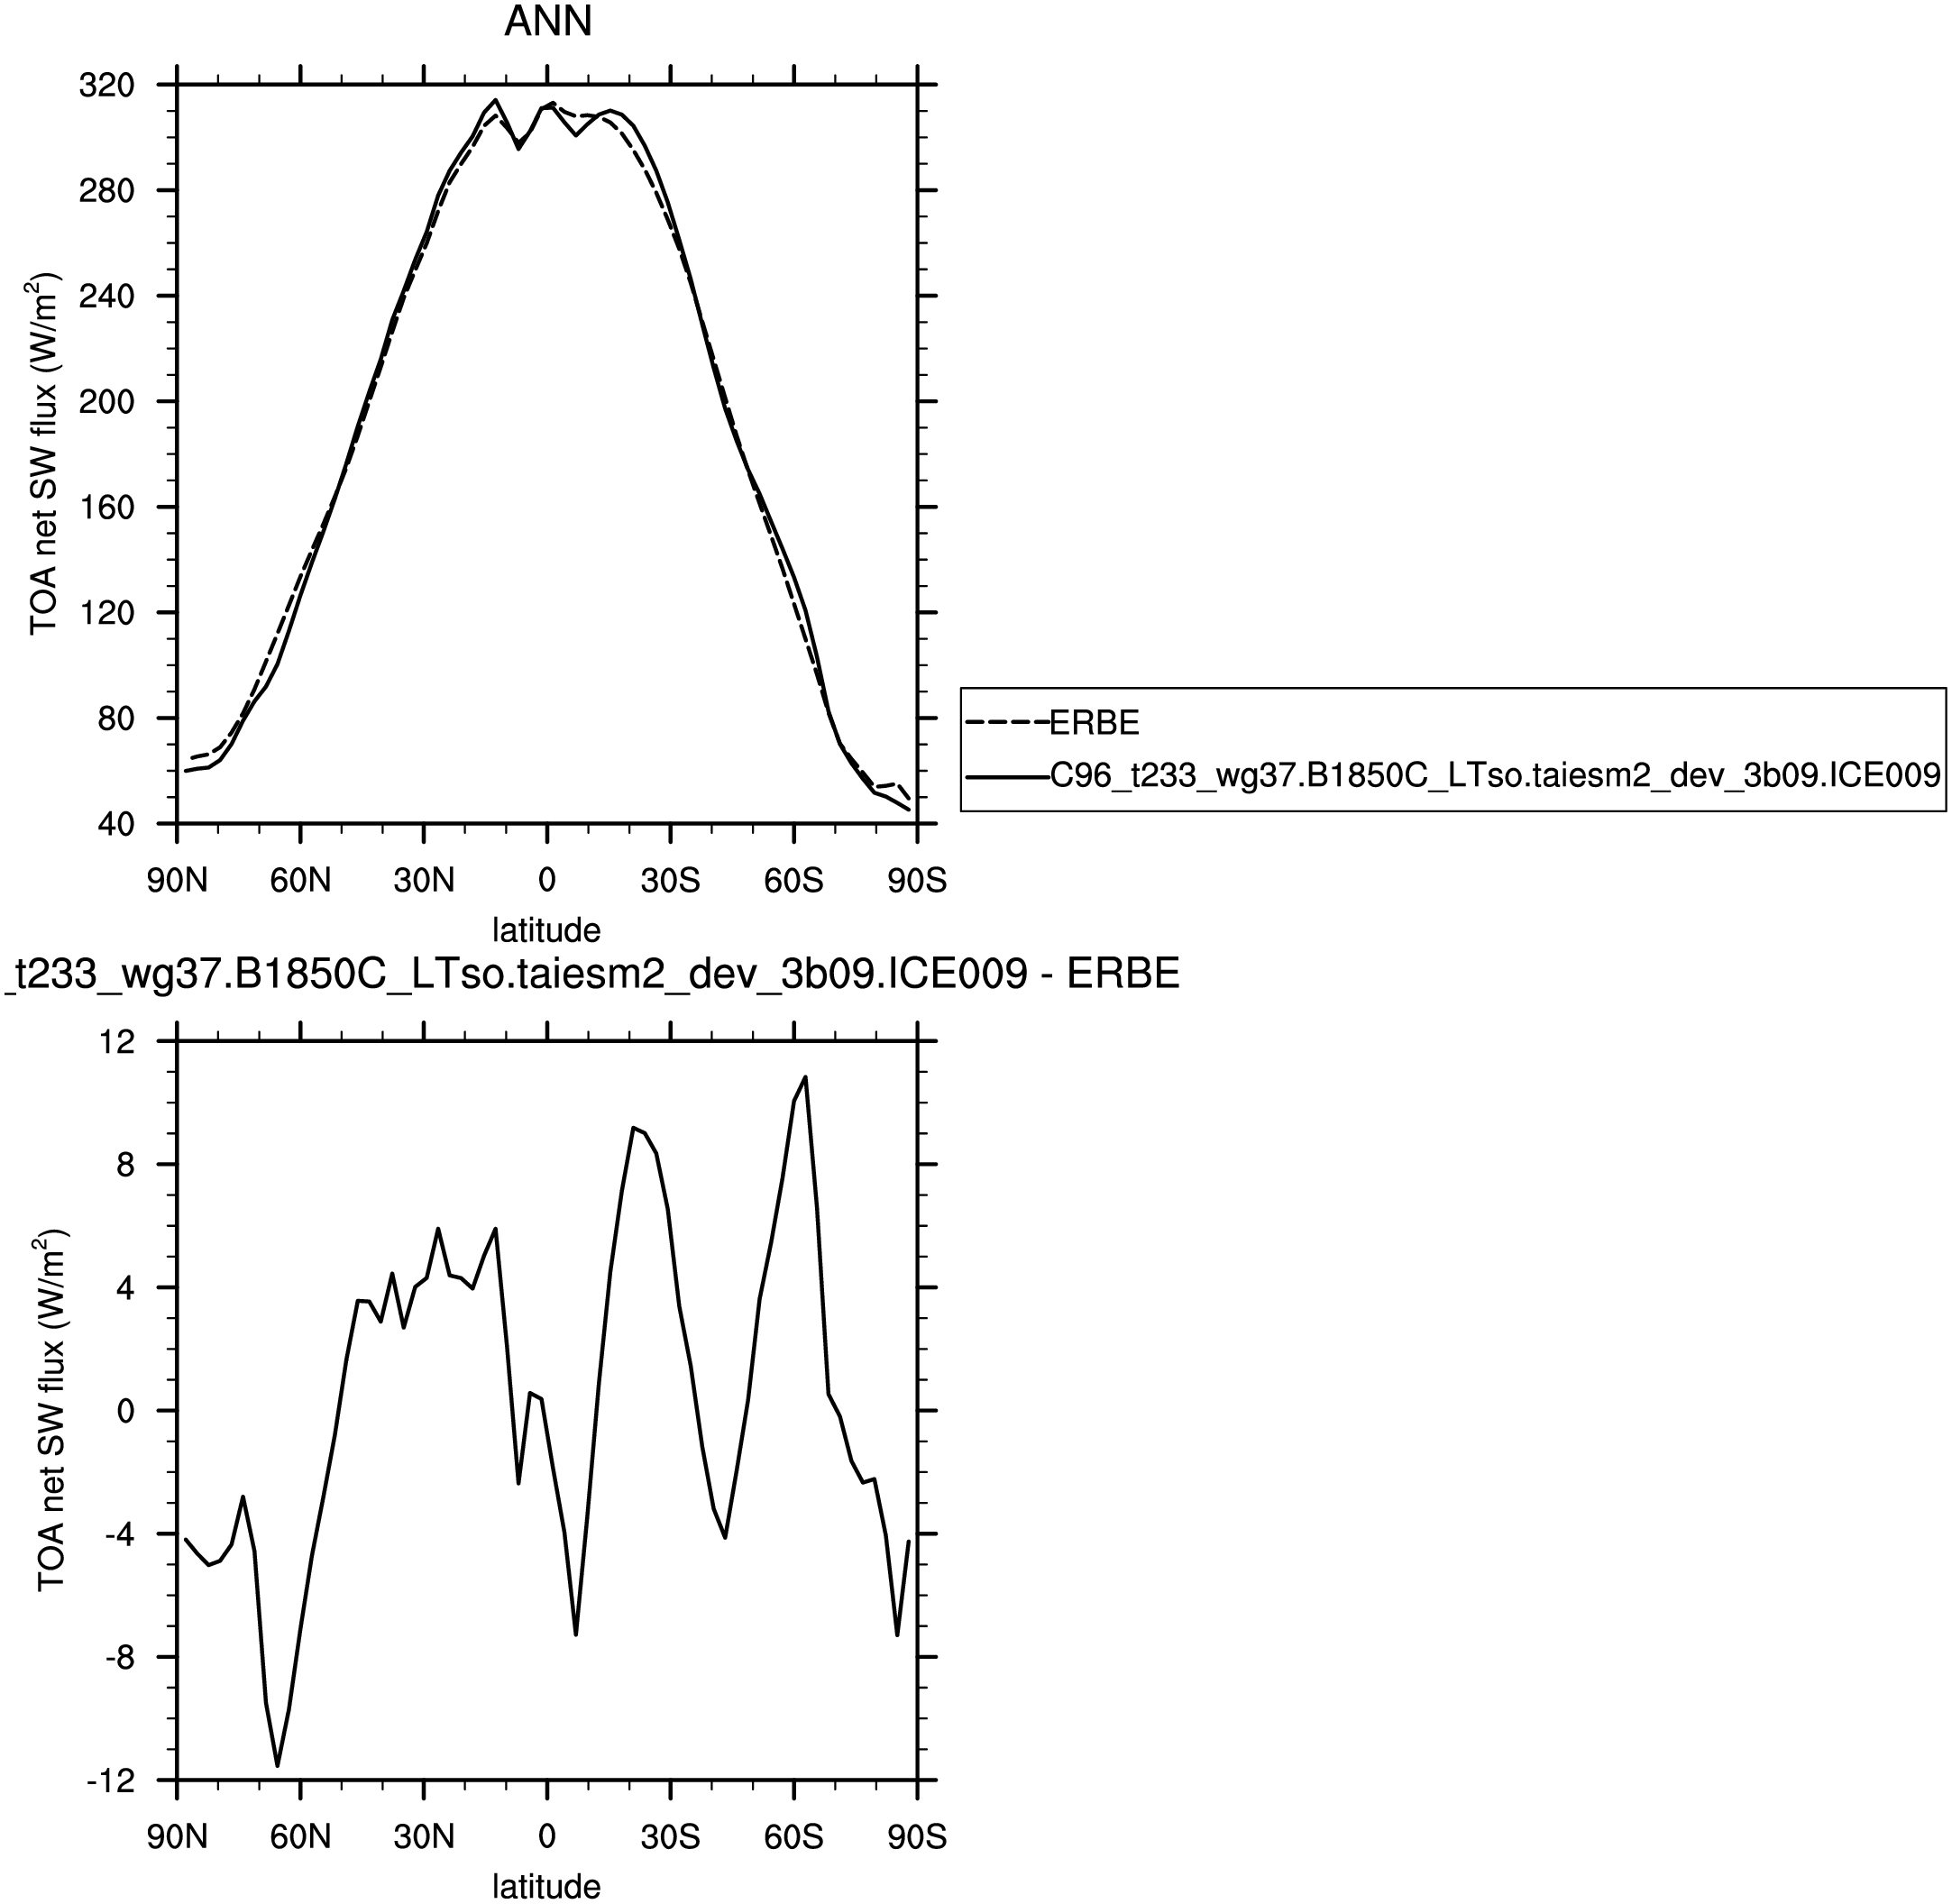 ANN
320
280
240
200
160
120
80
40
TOA net SW flux (W/m²)
90N 60N 30N 0 30S 60S 90S
latitude
ERBE
C96_t233_wg37.B1850C_LTso.taiesm2_dev_3b09.ICE009
_t233_wg37.B1850C_LTso.taiesm2_dev_3b09.ICE009 - ERBE
12
8
4
0
-4
-8
-12
TOA net SW flux (W/m²)
90N 60N 30N 0 30S 60S 90S
latitude